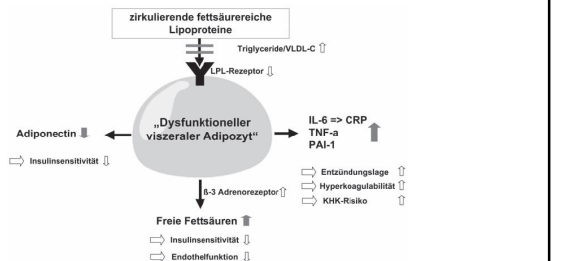 zirkulierende fettsäurereiche
Lipoproteine
Triglyceride/VLDL-C ⇧
LPL-Rezeptor ⇩
„Dysfunktioneller
viszeraler Adipozyt“
Adiponectin ⬇
⇨ Insulinsensitivität ⇩
IL-6 => CRP
TNF-a
PAI-1
⇨ Entzündungslage ⇧
⇨ Hyperkoagulabilität ⇧
⇨ KHK-Risiko ⇧
ß-3 Adrenorezeptor ⇧
Freie Fettsäuren ⬆
⇨ Insulinsensitivität ⇩
⇨ Endothelfunktion ⇩